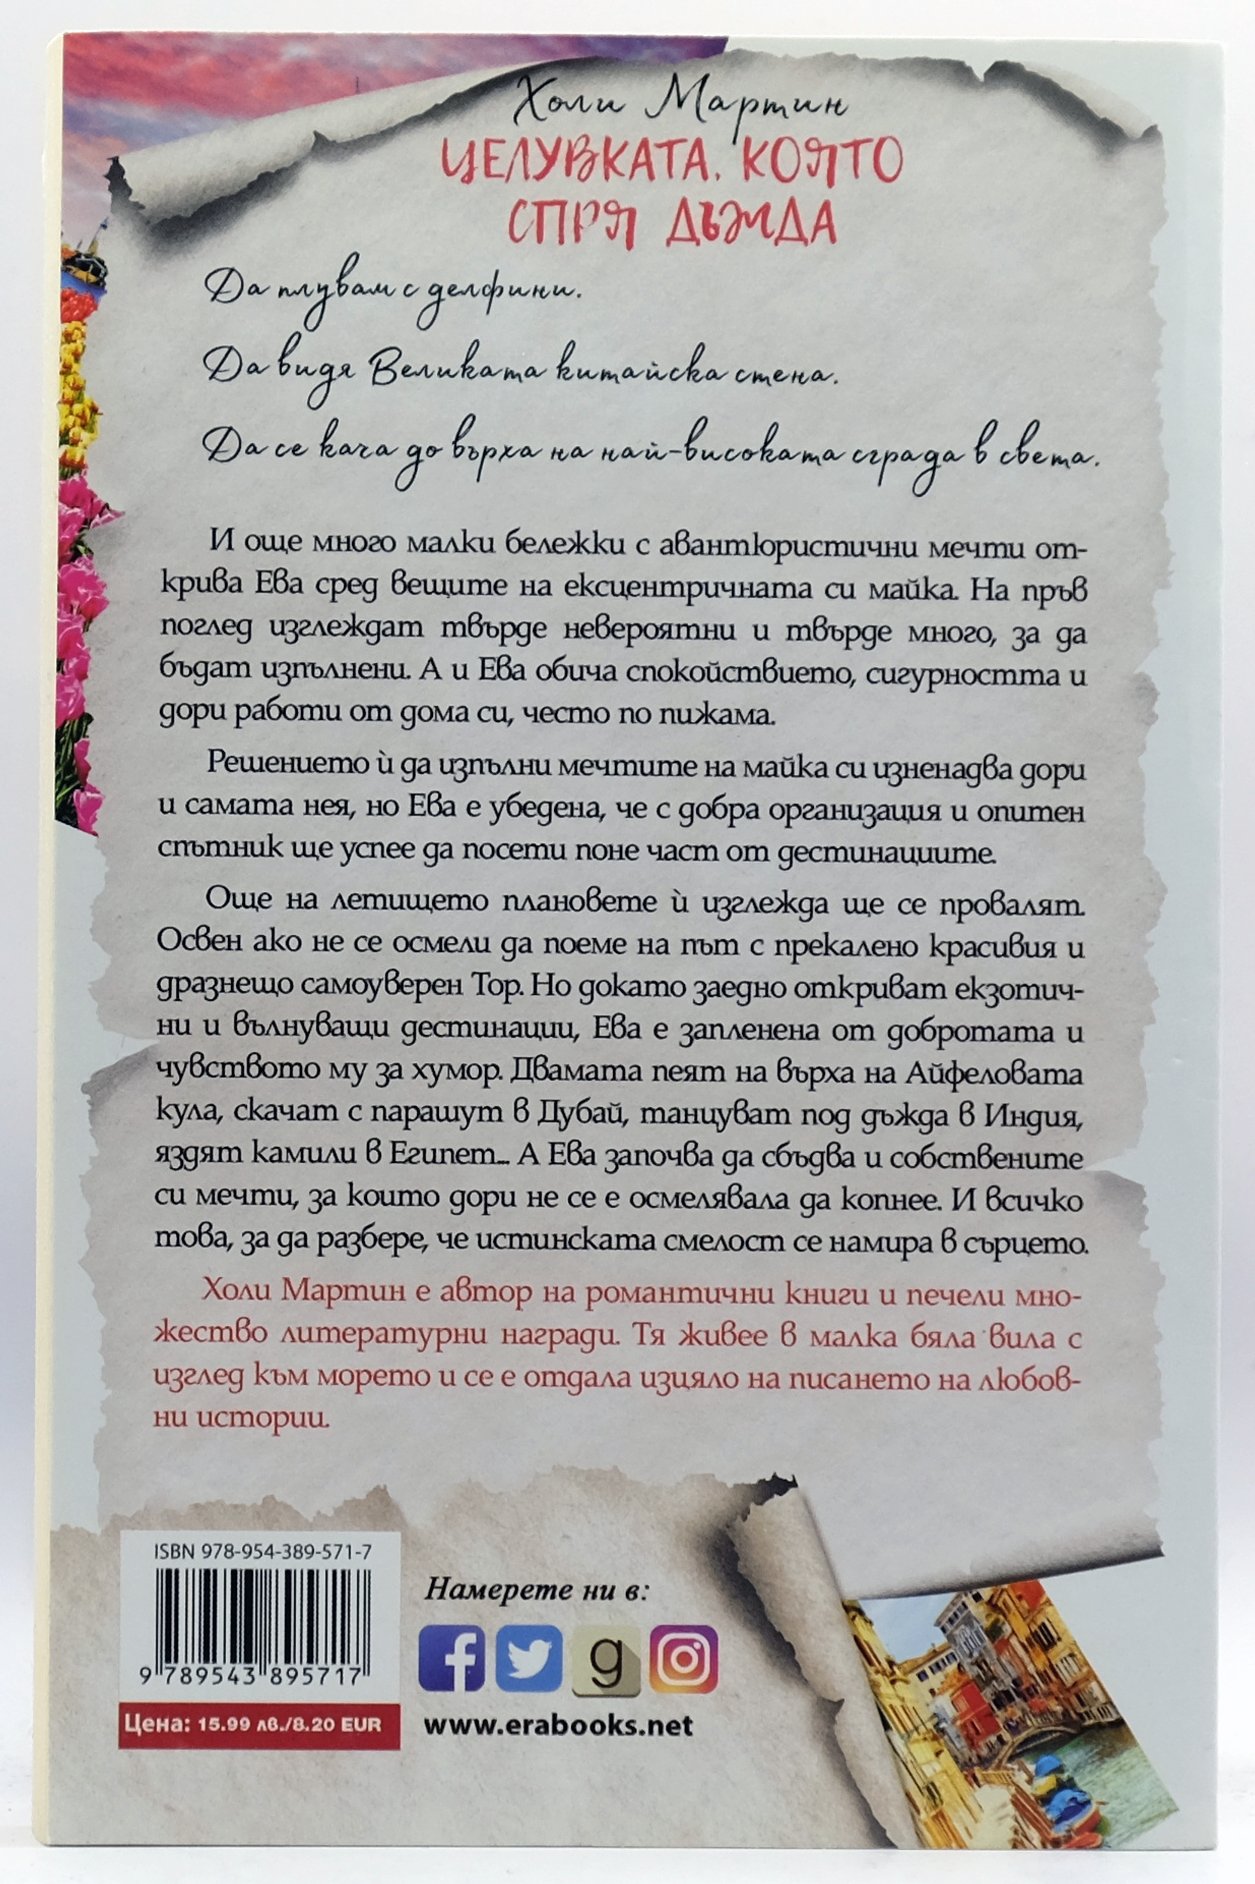 Холи Мартин
ЦЕЛУВКАТА, КОЯТО
СПРЯ ДЪЖДА
Да плувам с делфини.
Да видя Великата китайска стена.
Да се кача до върха на най-високата сграда в света.
И още много малки бележки с авантюристични мечти от-
крива Ева сред вещите на ексцентричната си майка. На пръв
поглед изглеждат твърде невероятни и твърде много, за да
бъдат изпълнени. А и Ева обича спокойствието, сигурността и
дори работи от дома си, често по пижама.
Решението ѝ да изпълни мечтите на майка си изненадва дори
и самата нея, но Ева е убедена, че с добра организация и опитен
спътник ще успее да посети поне част от дестинациите.
Още на летището плановете ѝ изглежда ще се провалят.
Освен ако не се осмели да поеме на път с прекалено красивия и
дразнещо самоуверен Тор. Но докато заедно откриват екзотич-
ни и вълнуващи дестинации, Ева е запленена от добротата и
чувството му за хумор. Двамата пеят на върха на Айфеловата
кула, скачат с парашут в Дубай, танцуват под дъжда в Индия,
яздят камили в Египет... А Ева започва да сбъдва и собствените
си мечти, за които дори не се е осмелявала да копнее. И всичко
това, за да разбере, че истинската смелост се намира в сърцето.
Холи Мартин е автор на романтични книги и печели мно-
жество литературни награди. Тя живее в малка бяла вила с
изглед към морето и се е отдала изцяло на писането на любов-
ни истории.
ISBN 978-954-389-571-7
9 789543 895717
Цена: 15.99 лв./8.20 EUR
Намерете ни в:
f g
www.erabooks.net